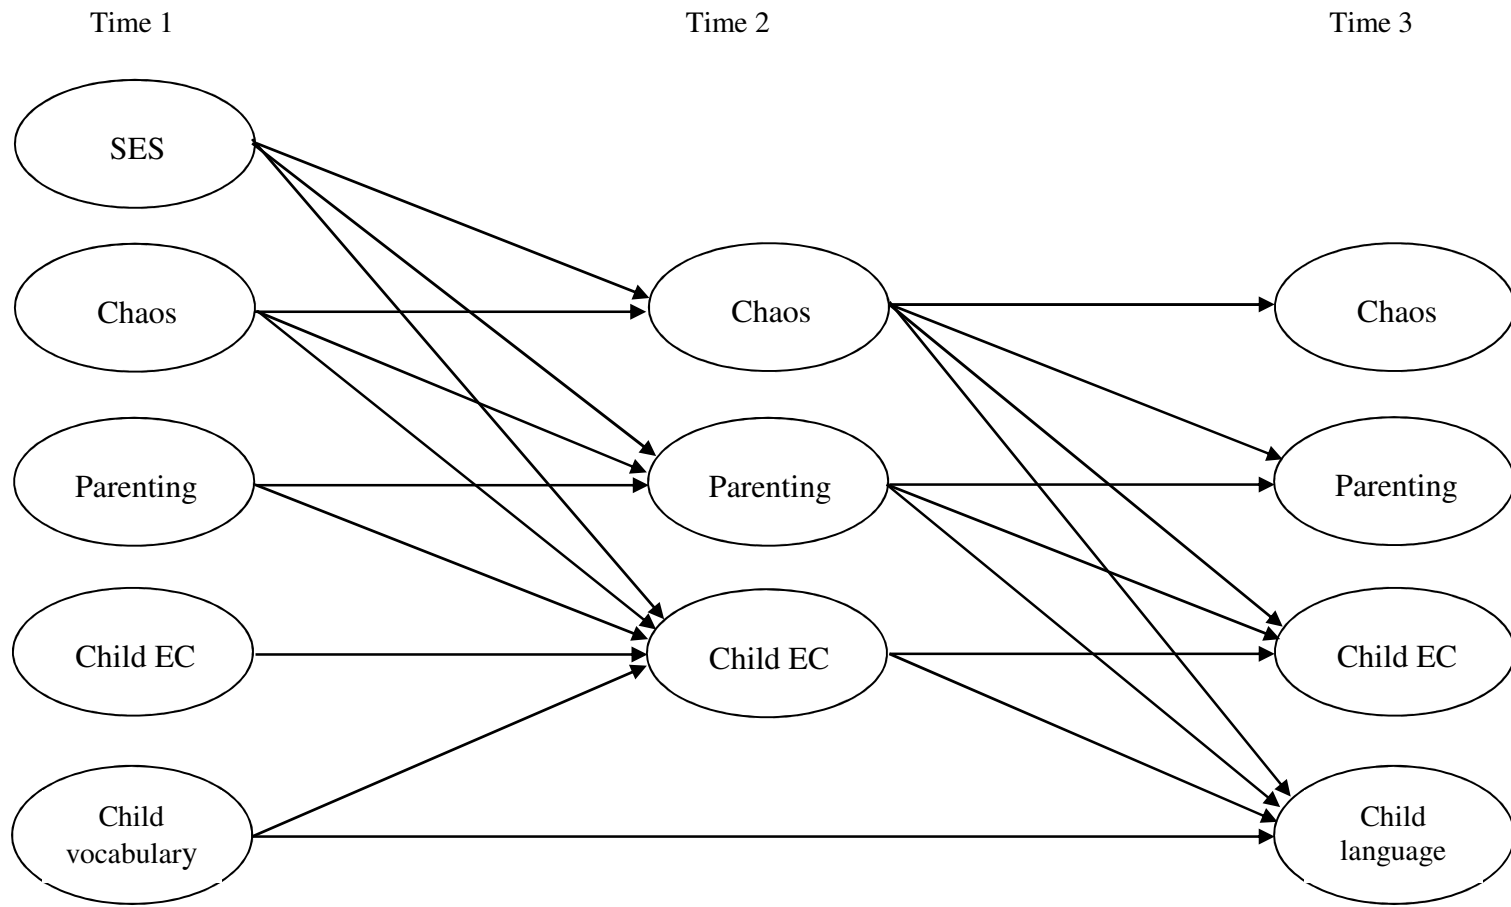 Time 1
Time 2
Time 3
SES
Chaos
Chaos
Chaos
Parenting
Parenting
Parenting
Child EC
Child EC
Child EC
Child
vocabulary
Child
language